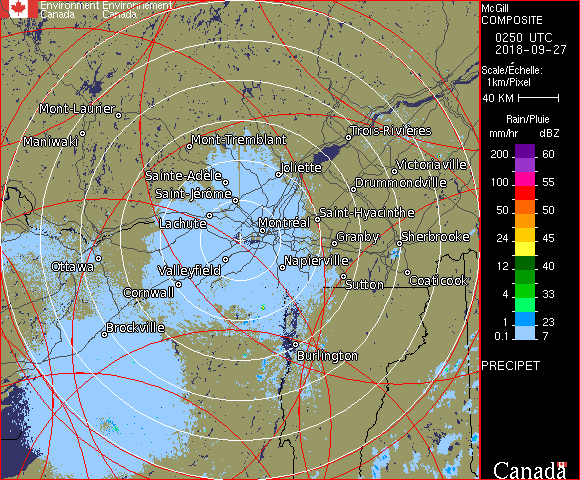 Environment Environnement
Canada Canada
McGill
COMPOSITE
0250 UTC
2018-09-27
Scale/Échelle:
1km/Pixel
40 KM
Rain/Pluie
mm/hr dBZ
200 60
100 55
50 50
24 45
12 40
4 33
1 23
0.1 7
PRECIPET
Canada
Mont-Laurier
Maniwaki
Mont-Tremblant
Trois-Rivières
Joliette
Victoriaville
Sainte-Adèle
Drummondville
Saint-Jérôme
Saint-Hyacinthe
Lachute
Montréal
Granby
Sherbrooke
Ottawa
Napierville
Valleyfield
Coaticook
Sutton
Cornwall
Brockville
Burlington